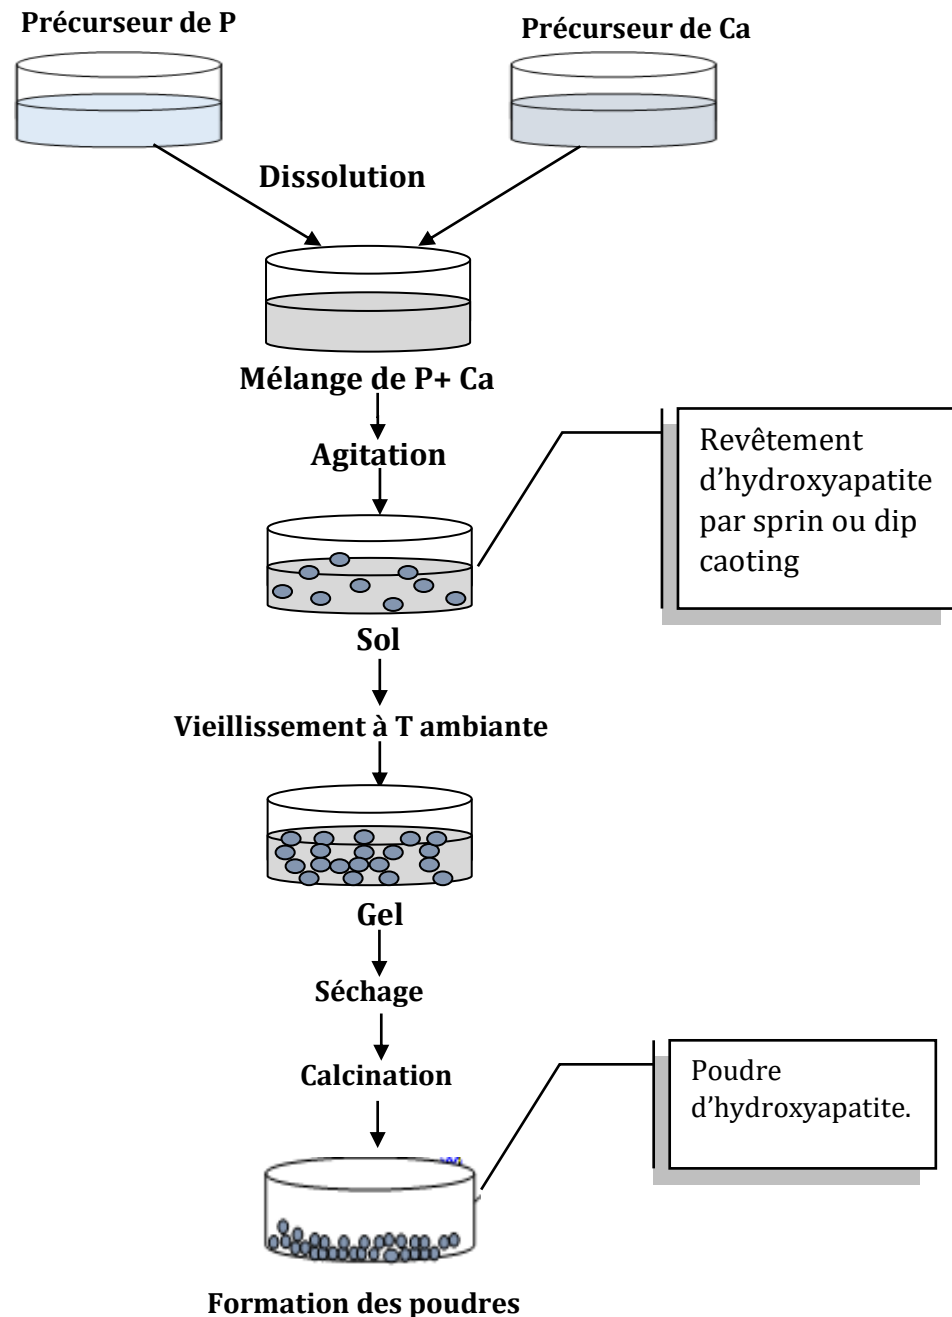 Précurseur de P
Précurseur de Ca
Dissolution
Mélange de P+ Ca
Agitation
Revêtement
d’hydroxyapatite
par sprin ou dip
caoting
Sol
Vieillissement à T ambiante
Gel
Séchage
Calcination
Poudre
d’hydroxyapatite.
Formation des poudres